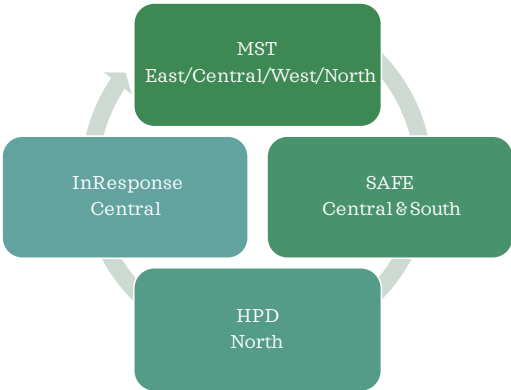 MST
East/Central/West/North
SAFE
Central & South
HPD
North
InResponse
Central